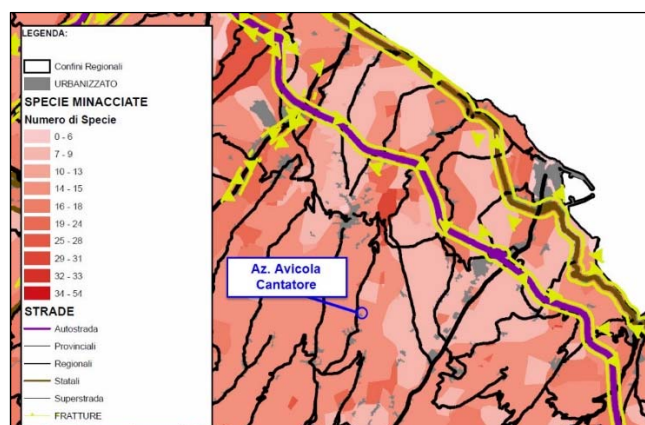 LEGENDA:
Confini Regionali
URBANIZZATO
SPECIE MINACCIATE
Numero di Specie
0 - 6
7 - 9
10 - 13
14 - 15
16 - 18
19 - 24
25 - 28
29 - 31
32 - 33
34 - 54
STRADE
Autostrada
Provinciali
Regionali
Statali
Superstrada
FRATTURE
Az. Avicola
Cantatore